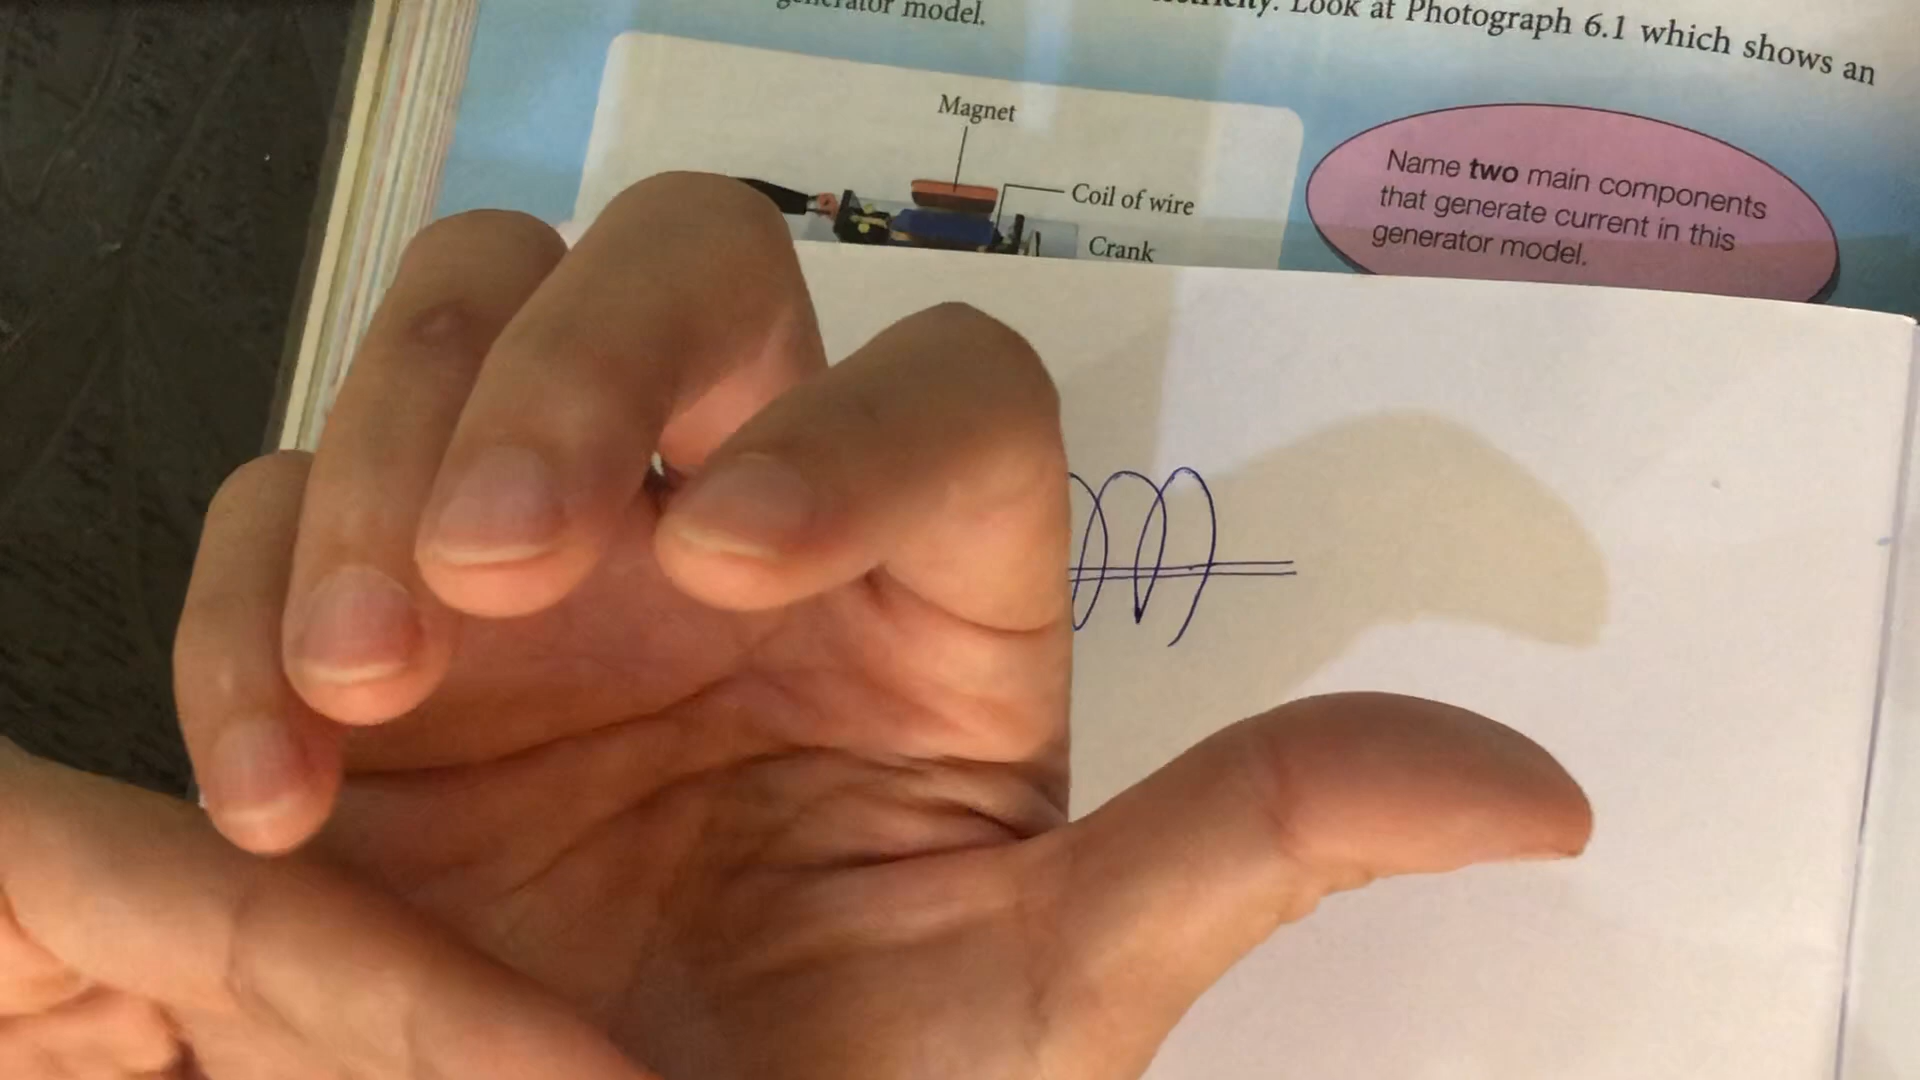 generator model.
Look at Photograph 6.1 which shows an
Magnet
Coil of wire
Crank
Name two main components
that generate current in this
generator model.